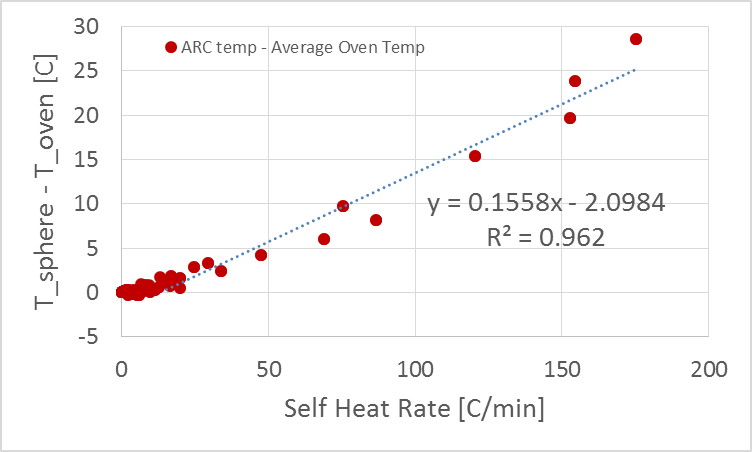 30
25
20
15
10
5
0
-5
T_sphere - T_oven [C]
ARC temp - Average Oven Temp
y = 0.1558x - 2.0984
R² = 0.962
0 50 100 150 200
Self Heat Rate [C/min]